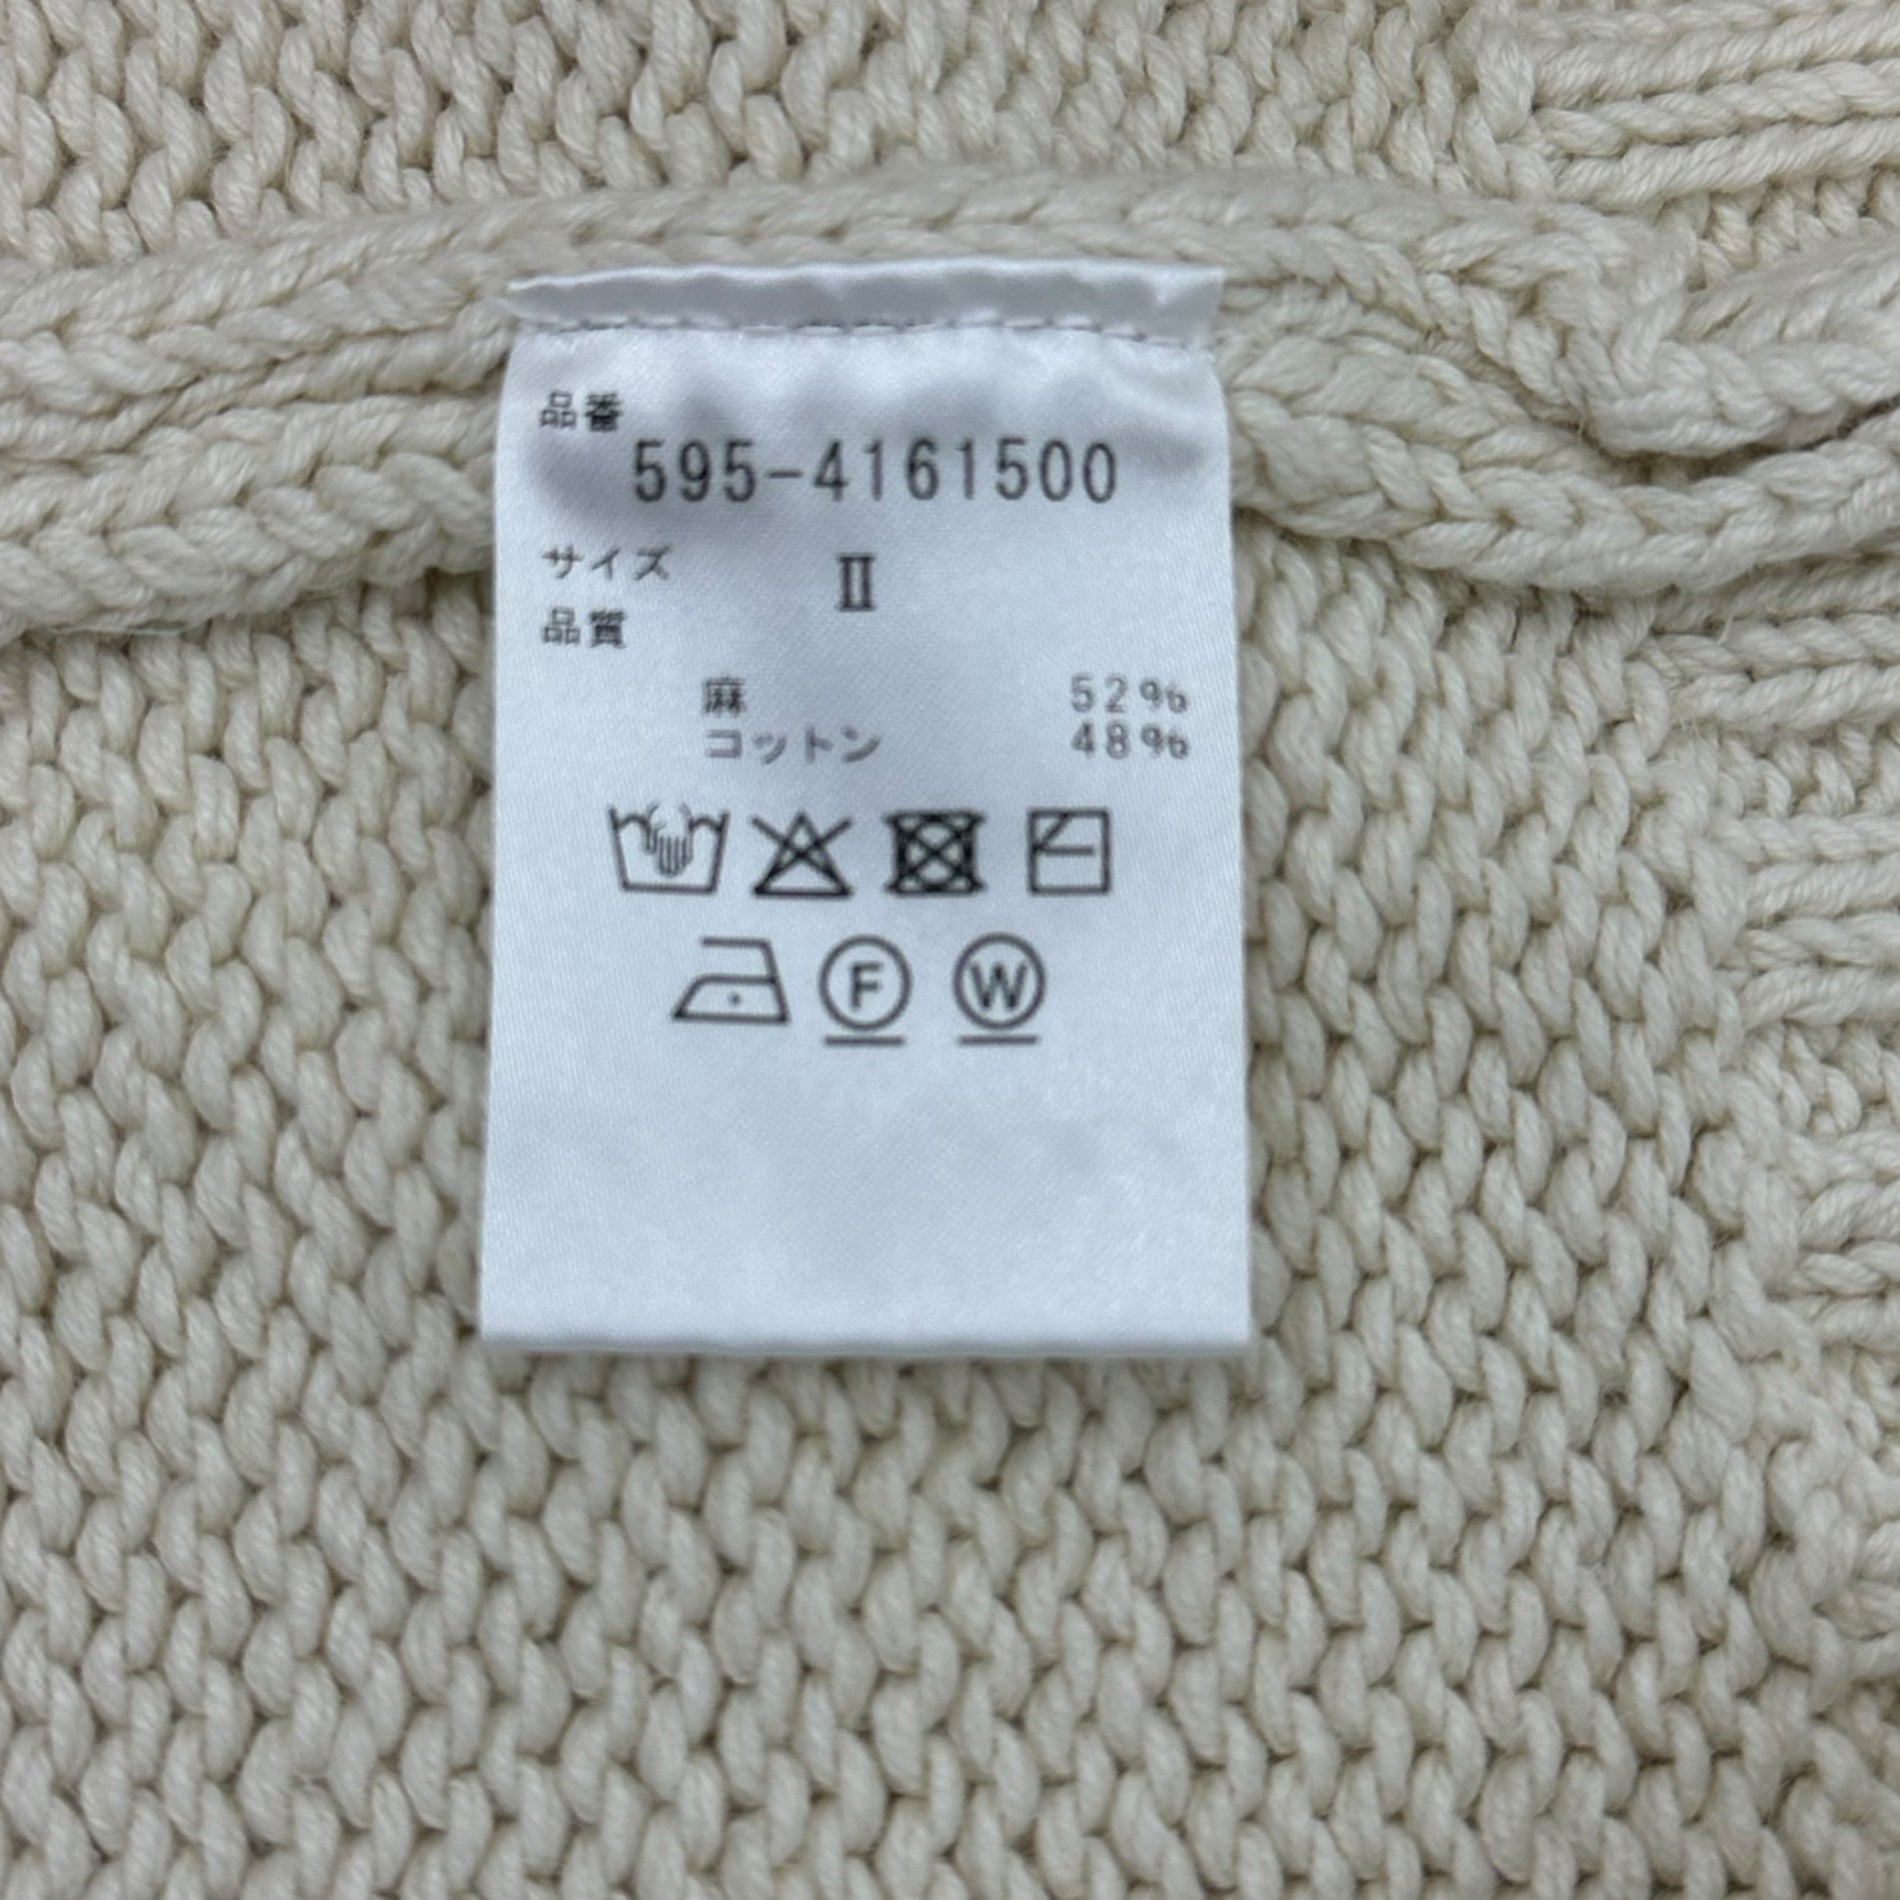 品番
595-4161500
サイズ Ⅱ
品質
麻 52%
コットン 48%
F W